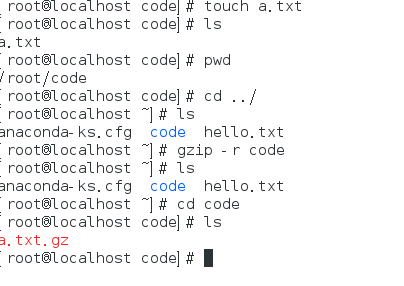 [ root@localhost code] # touch a.txt
[ root@localhost code] # ls
a.txt
[ root@localhost code] # pwd
/root/code
[ root@localhost code] # cd ../
[ root@localhost ~] # ls
anaconda-ks.cfg code hello.txt
[ root@localhost ~] # gzip -r code
[ root@localhost ~] # ls
anaconda-ks.cfg code hello.txt
[ root@localhost ~] # cd code
[ root@localhost code] # ls
a.txt.gz
[ root@localhost code] #